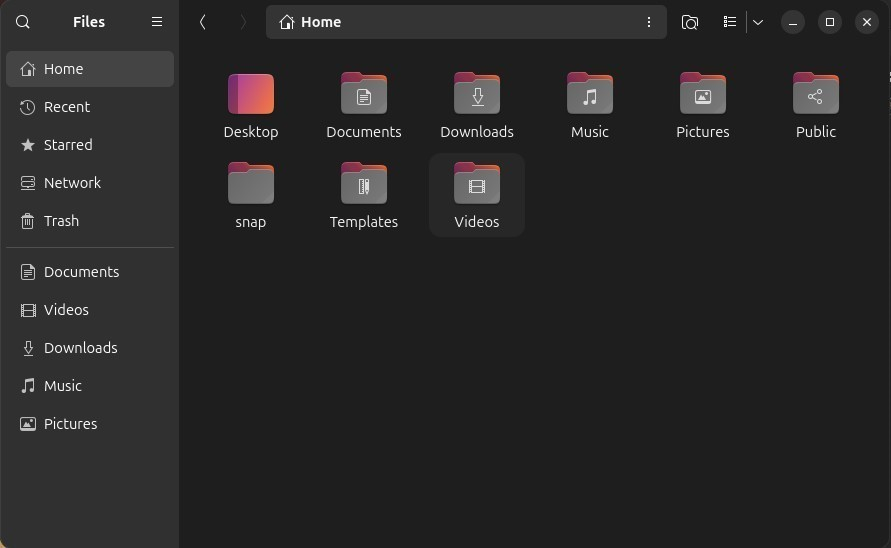 Files
Home
Home
Recent
Starred
Network
Trash
Documents
Videos
Downloads
Music
Pictures
Desktop Documents Downloads Music Pictures Public
snap Templates Videos